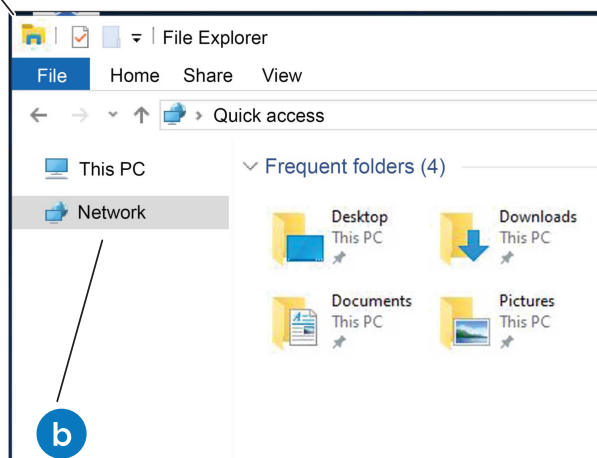 File Explorer
File Home Share View
Quick access
This PC
Network
Frequent folders (4)
Desktop
This PC
Downloads
This PC
Documents
This PC
Pictures
This PC
b